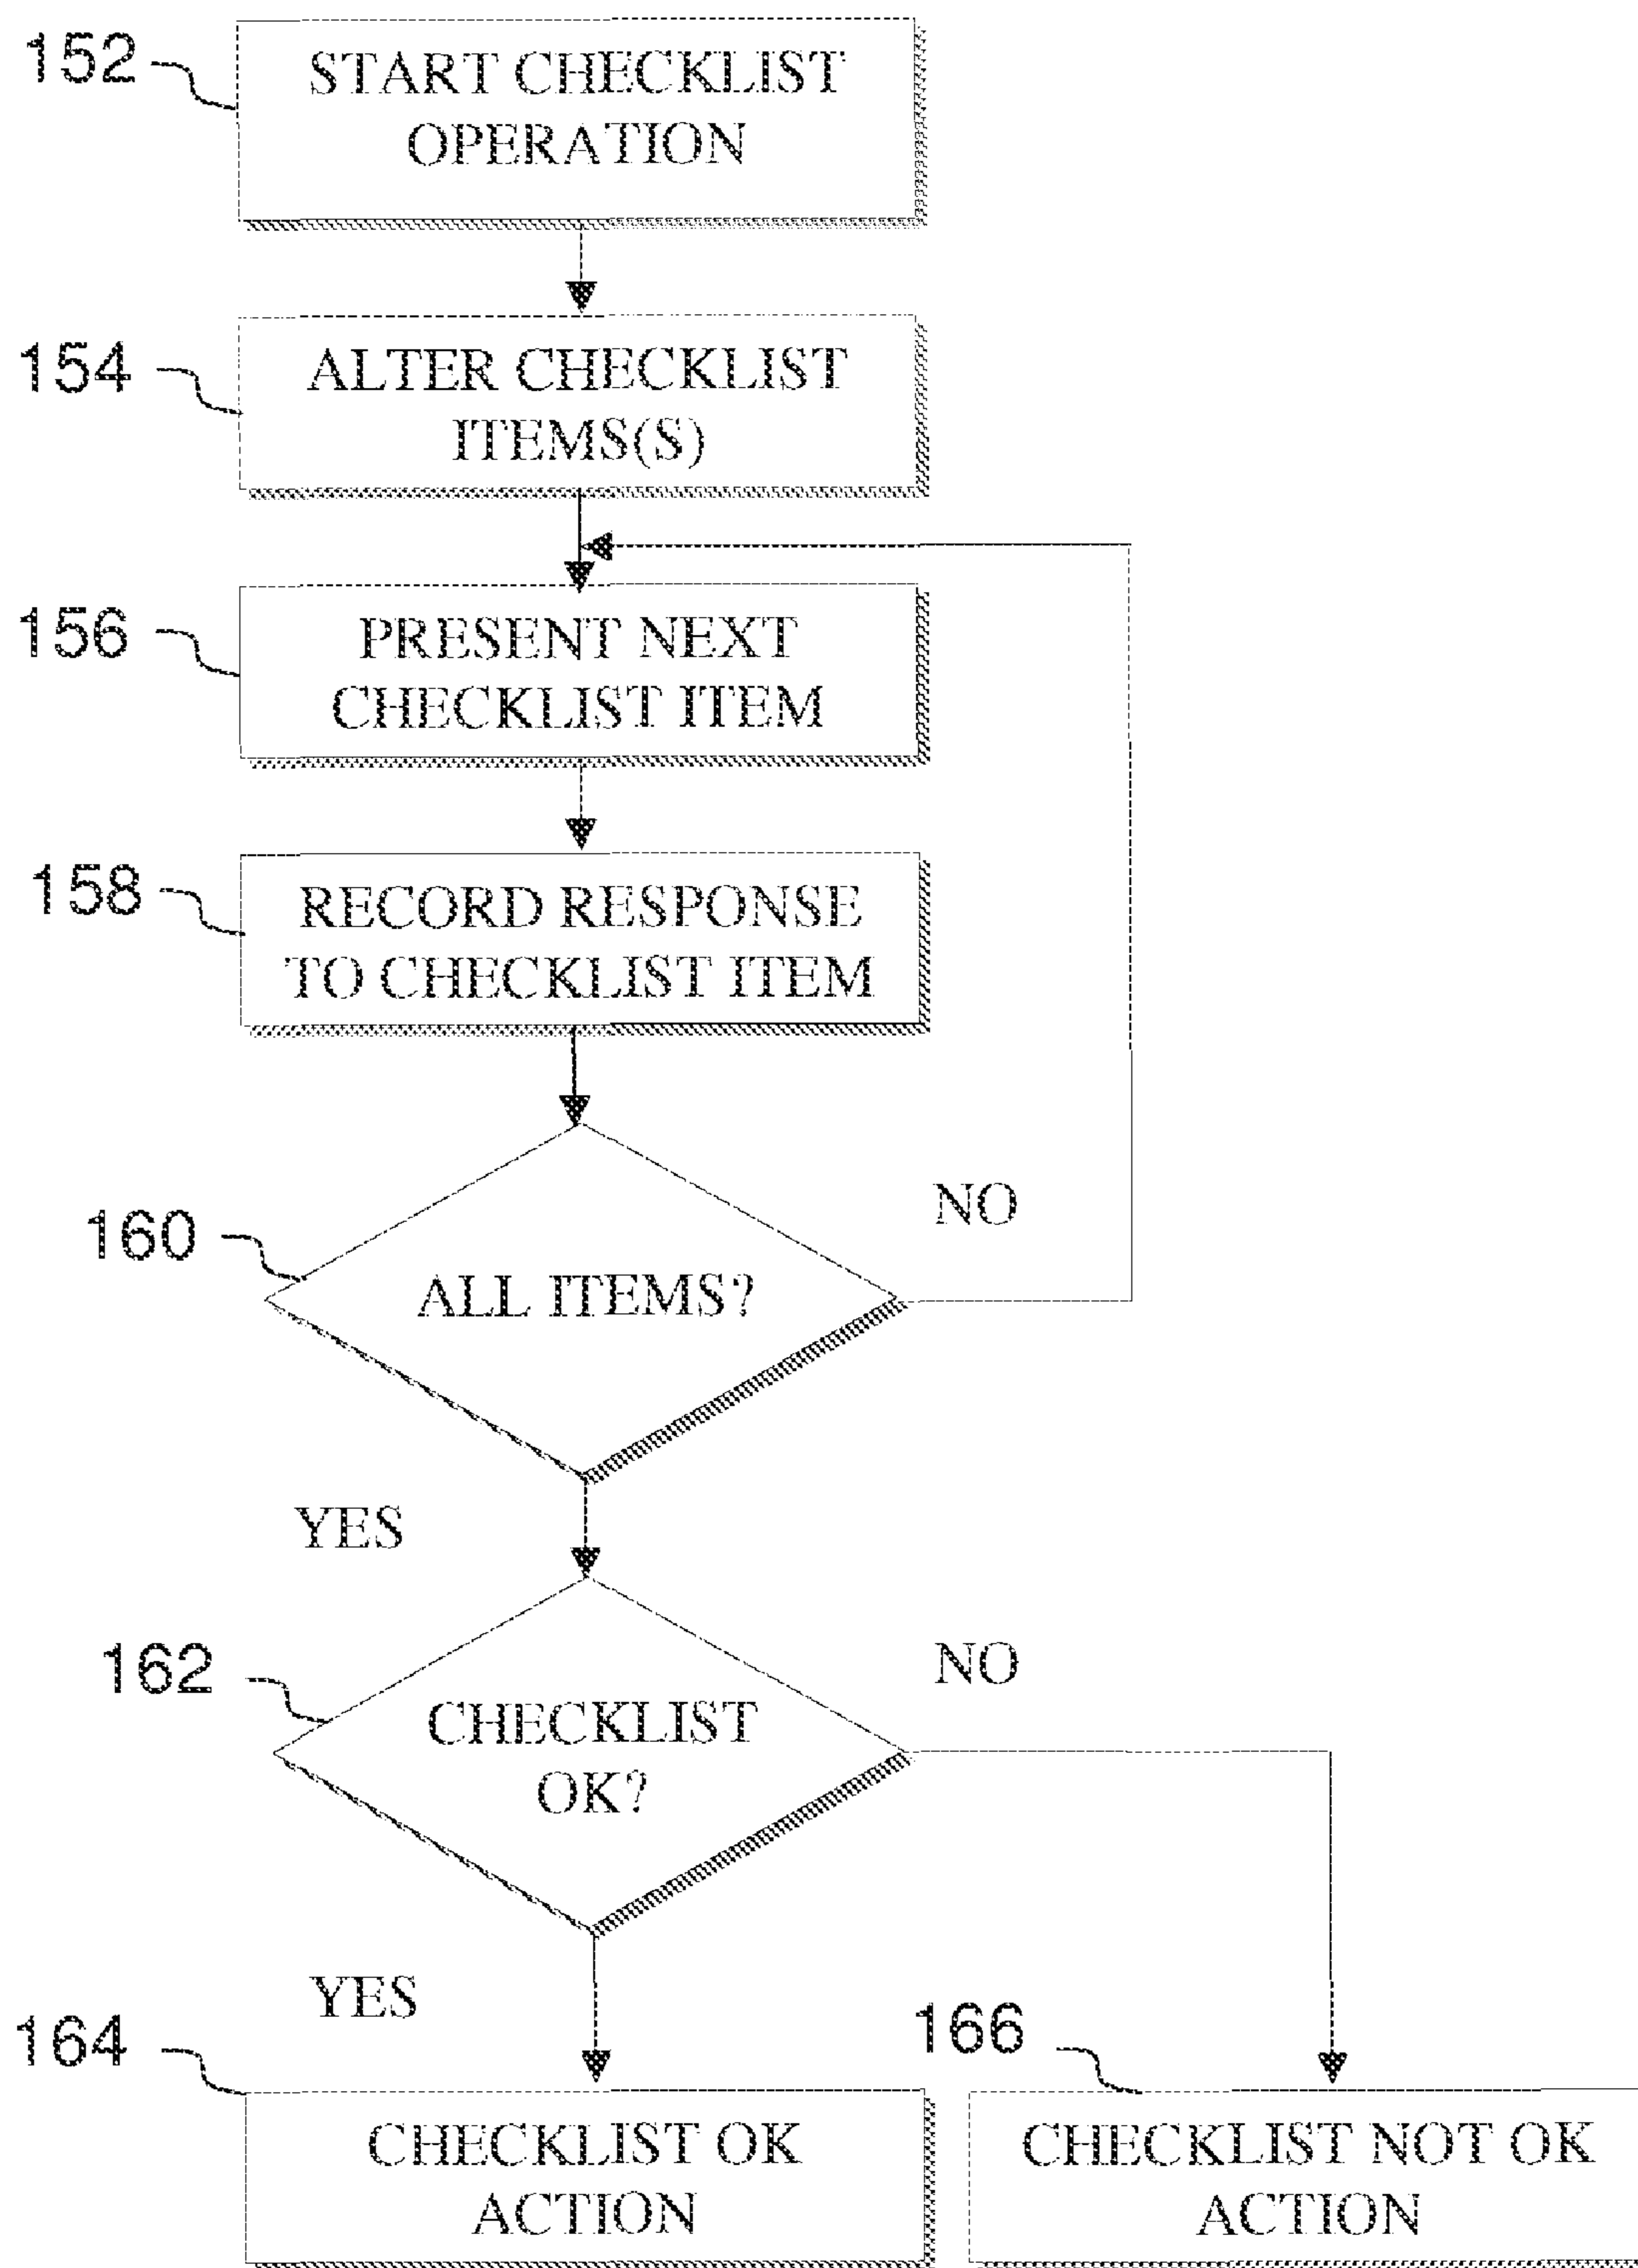 152
START CHECKLIST
OPERATION
154
ALTER CHECKLIST
ITEMS(S)
156
PRESENT NEXT
CHECKLIST ITEM
158
RECORD RESPONSE
TO CHECKLIST ITEM
160
ALL ITEMS?
NO
YES
162
CHECKLIST
OK?
NO
YES
164
CHECKLIST OK
ACTION
166
CHECKLIST NOT OK
ACTION